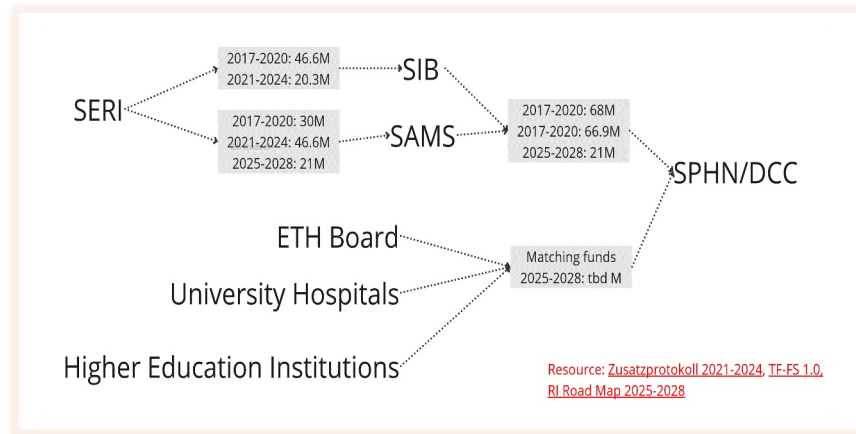 SERI
2017-2020: 46.6M
2021-2024: 20.3M
2017-2020: 30M
2021-2024: 46.6M
2025-2028: 21M
SIB
SAMS
2017-2020: 68M
2017-2020: 66.9M
2025-2028: 21M
SPHN/DCC
ETH Board
University Hospitals
Higher Education Institutions
Matching funds
2025-2028: tbd M
Resource: Zusatzprotokoll 2021-2024, TF-FS 1.0,
RI Road Map 2025-2028